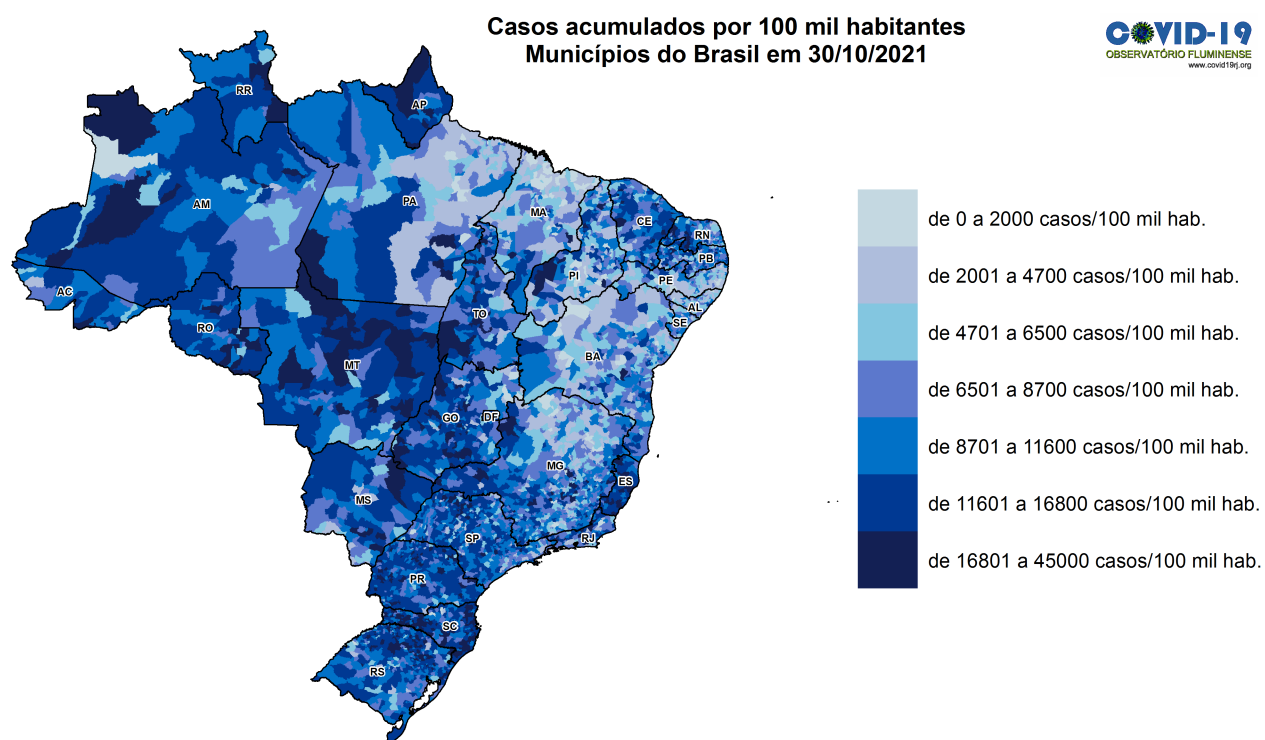 Casos acumulados por 100 mil habitantes
Municípios do Brasil em 30/10/2021
COVID-19
OBSERVATÓRIO FLUMINENSE
www.covid19rj.org
RR
AP
AM
PA
MA
CE
RN
PB
PE
PI
AL
SE
AC
RO
TO
BA
MT
GO
DF
MG
ES
MS
SP
RJ
PR
SC
RS
de 0 a 2000 casos/100 mil hab.
de 2001 a 4700 casos/100 mil hab.
de 4701 a 6500 casos/100 mil hab.
de 6501 a 8700 casos/100 mil hab.
de 8701 a 11600 casos/100 mil hab.
de 11601 a 16800 casos/100 mil hab.
de 16801 a 45000 casos/100 mil hab.